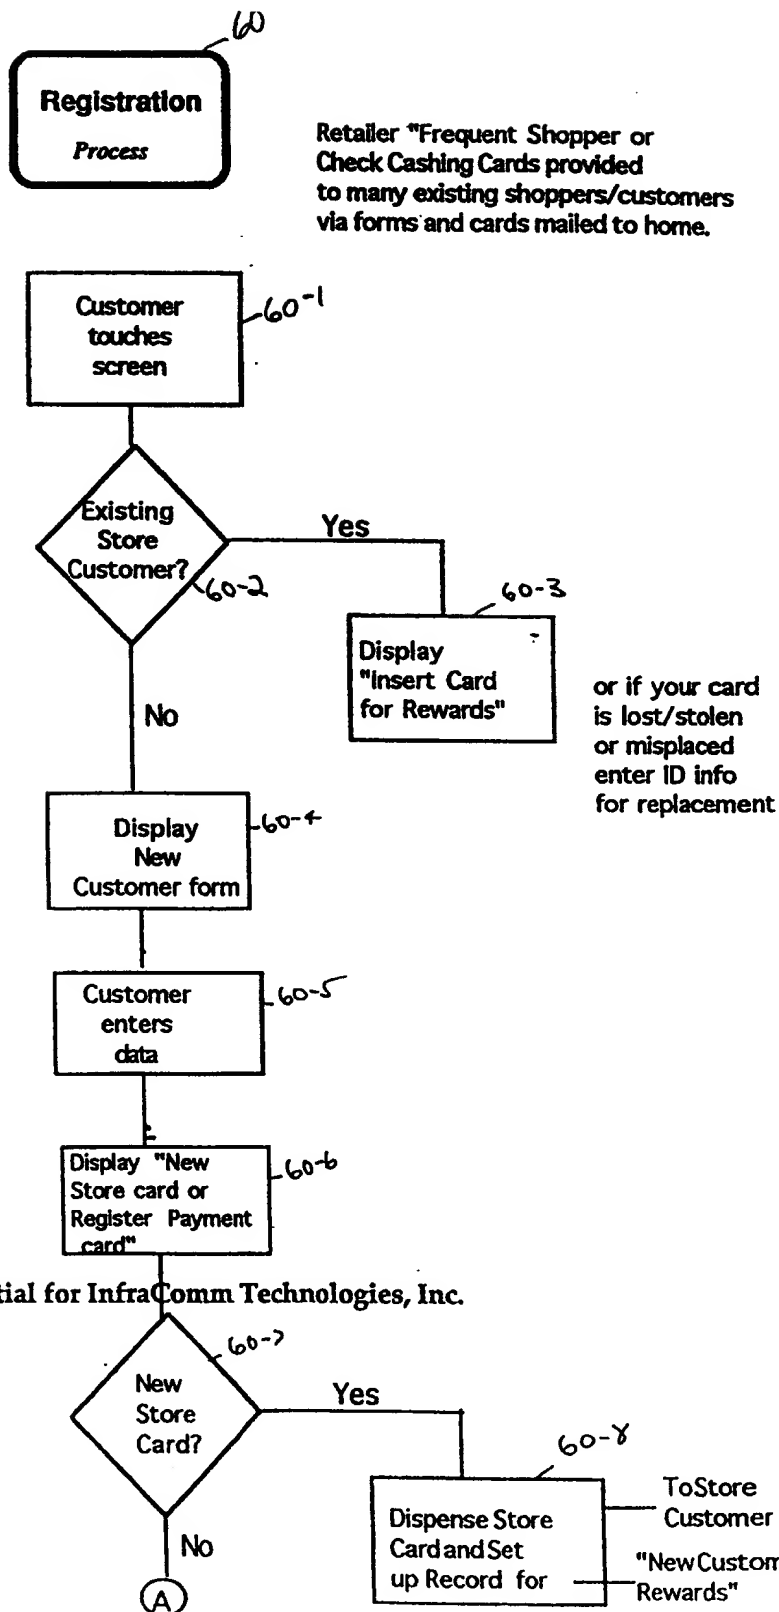 60
Registration
Process
Retailer "Frequent Shopper or
Check Cashing Cards provided
to many existing shoppers/customers
via forms and cards mailed to home.
Customer
touches
screen
60-1
Existing
Store
Customer?
60-2
Yes
60-3
Display
"Insert Card
for Rewards"
or if your card
is lost/stolen
or misplaced
enter ID info
for replacement
No
Display
New
Customer form
60-4
Customer
enters
data
60-5
Display "New
Store card or
Register Payment
card"
60-6
tial for InfraComm Technologies, Inc.
60-7
New
Store
Card?
Yes
60-8
Dispense Store
Card and Set
up Record for
To Store
Customer
"New Custom
Rewards"
No
A